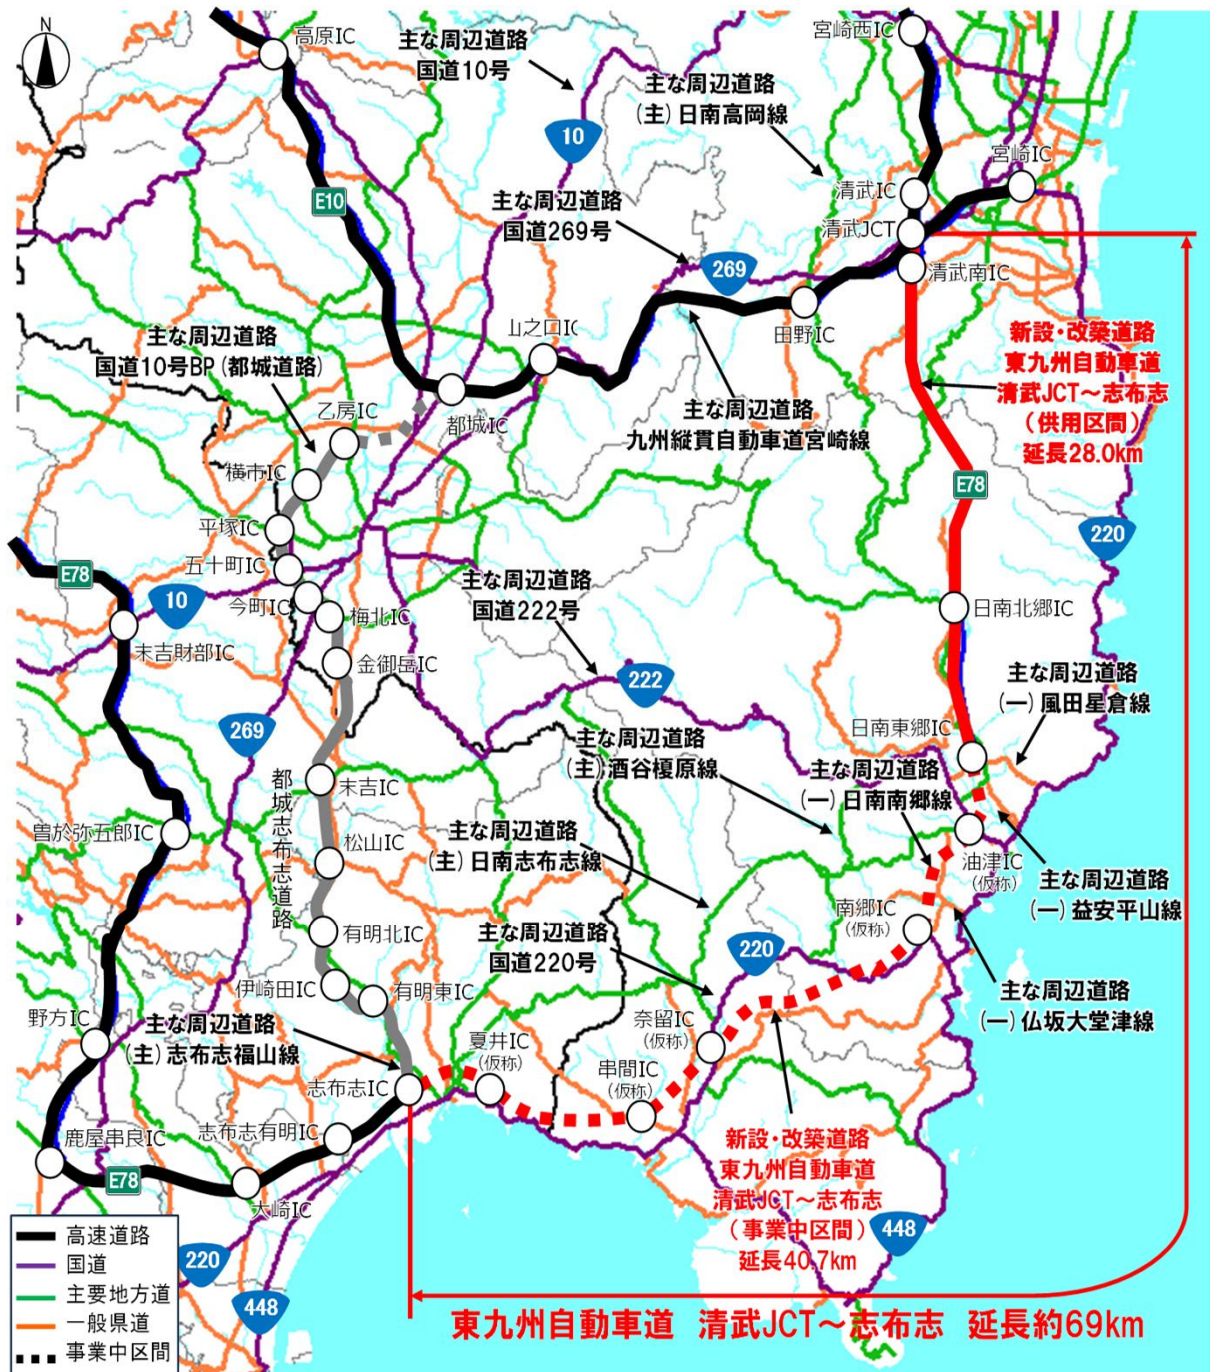 N
高原IC
主な周辺道路
国道10号
宮崎西IC
主な周辺道路
(主)日南高岡線
10
宮崎IC
清武IC
E10
主な周辺道路
国道269号
清武JCT
269
清武南IC
主な周辺道路
国道10号BP(都城道路)
山之口IC
田野IC
新設・改築道路
東九州自動車道
清武JCT～志布志
(供用区間)
延長28.0km
乙房IC
都城IC
主な周辺道路
九州縦貫自動車道宮崎線
横市IC
E78
平塚IC
220
五十町IC
E78
10
今町IC
梅北IC
主な周辺道路
国道222号
日南北郷IC
末吉財部IC
金御岳IC
222
主な周辺道路
(一)風田星倉線
269
日南東郷IC
主な周辺道路
(主)酒谷榎原線
主な周辺道路
(一)日南南郷線
末吉IC
都城志布志道路
曽於弥五郎IC
松山IC
主な周辺道路
(主)日南志布志線
油津IC
(仮称)
主な周辺道路
(一)益安平山線
南郷IC
(仮称)
有明北IC
主な周辺道路
国道220号
220
伊崎田IC
有明東IC
主な周辺道路
(一)仏坂大堂津線
野方IC
主な周辺道路
(主)志布志福山線
夏井IC
(仮称)
奈留IC
(仮称)
串間IC
(仮称)
志布志IC
鹿屋串良IC
志布志有明IC
新設・改築道路
東九州自動車道
清武JCT～志布志
(事業中区間)
延長40.7km
E78
大崎IC
448
高速道路
国道
主要地方道
一般県道
事業中区間
220
448
東九州自動車道 清武JCT～志布志 延長約69km